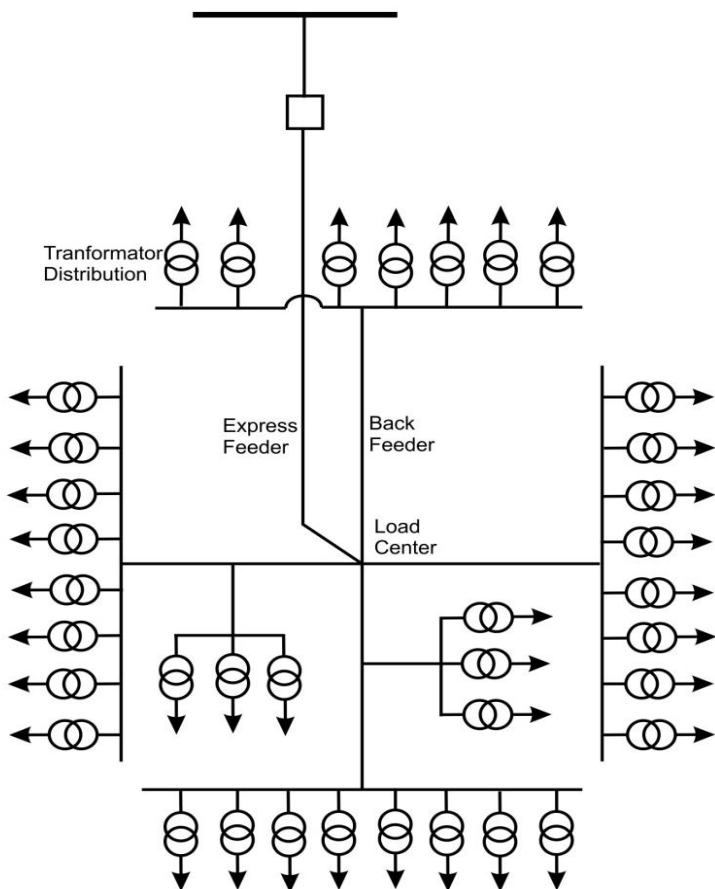 Tranformator
Distribution
Express
Feeder
Back
Feeder
Load
Center